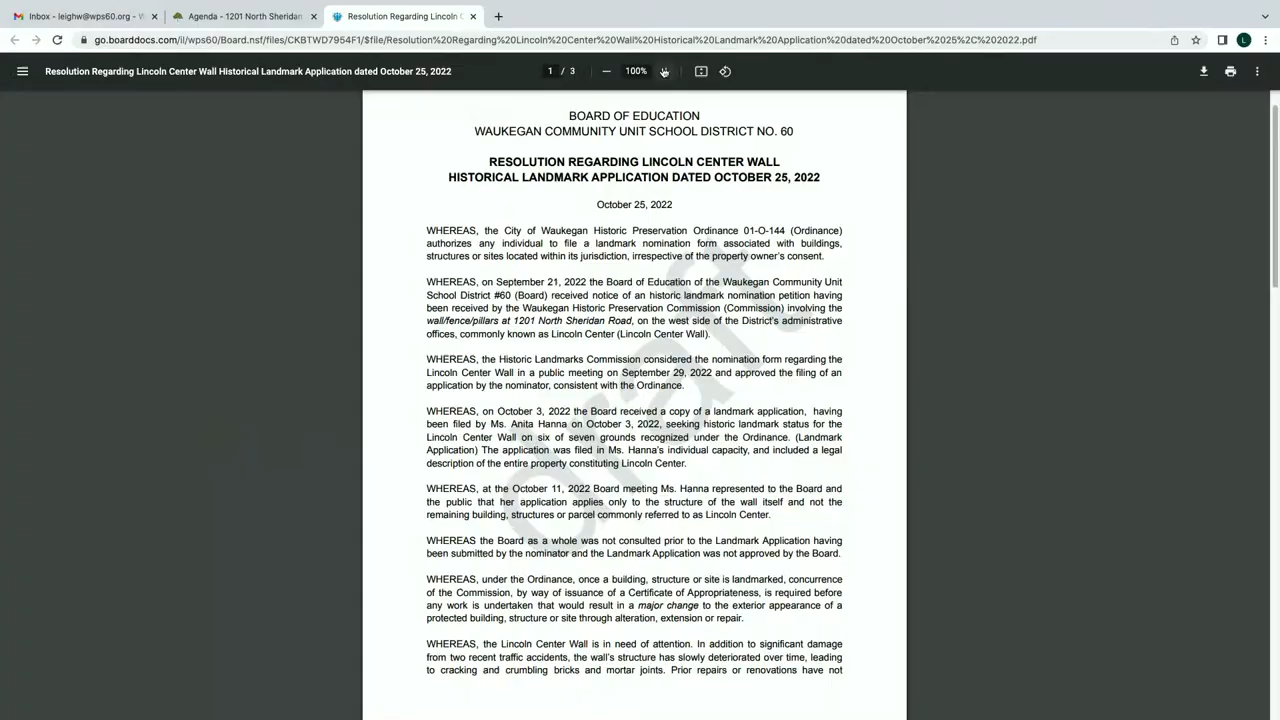 Inbox - leighw@wps60.org - W
Agenda - 1201 North Sheridan
Resolution Regarding Lincoln C
go.boarddocs.com/il/wps60/Board.nsf/files/CKBTWD7954F1/$file/Resolution%20Regarding%20Lincoln%20Center%20Wall%20Historical%20Landmark%20Application%20dated%20October%2025%2C%202022.pdf
L
Resolution Regarding Lincoln Center Wall Historical Landmark Application dated October 25, 2022
1 / 3
100%
BOARD OF EDUCATION
WAUKEGAN COMMUNITY UNIT SCHOOL DISTRICT NO. 60
RESOLUTION REGARDING LINCOLN CENTER WALL
HISTORICAL LANDMARK APPLICATION DATED OCTOBER 25, 2022
October 25, 2022
WHEREAS, the City of Waukegan Historic Preservation Ordinance 01-O-144 (Ordinance)
authorizes any individual to file a landmark nomination form associated with buildings,
structures or sites located within its jurisdiction, irrespective of the property owner's consent.
WHEREAS, on September 21, 2022 the Board of Education of the Waukegan Community Unit
School District #60 (Board) received notice of an historic landmark nomination petition having
been received by the Waukegan Historic Preservation Commission (Commission) involving the
wall/fence/pillars at 1201 North Sheridan Road, on the west side of the District's administrative
offices, commonly known as Lincoln Center (Lincoln Center Wall).
WHEREAS, the Historic Landmarks Commission considered the nomination form regarding the
Lincoln Center Wall in a public meeting on September 29, 2022 and approved the filing of an
application by the nominator, consistent with the Ordinance.
WHEREAS, on October 3, 2022 the Board received a copy of a landmark application, having
been filed by Ms. Anita Hanna on October 3, 2022, seeking historic landmark status for the
Lincoln Center Wall on six of seven grounds recognized under the Ordinance. (Landmark
Application) The application was filed in Ms. Hanna's individual capacity, and included a legal
description of the entire property constituting Lincoln Center.
WHEREAS, at the October 11, 2022 Board meeting Ms. Hanna represented to the Board and
the public that her application applies only to the structure of the wall itself and not the
remaining building, structures or parcel commonly referred to as Lincoln Center.
WHEREAS the Board as a whole was not consulted prior to the Landmark Application having
been submitted by the nominator and the Landmark Application was not approved by the Board.
WHEREAS, under the Ordinance, once a building, structure or site is landmarked, concurrence
of the Commission, by way of issuance of a Certificate of Appropriateness, is required before
any work is undertaken that would result in a major change to the exterior appearance of a
protected building, structure or site through alteration, extension or repair.
WHEREAS, the Lincoln Center Wall is in need of attention. In addition to significant damage
from two recent traffic accidents, the wall's structure has slowly deteriorated over time, leading
to cracking and crumbling bricks and mortar joints. Prior repairs or renovations have not
draft